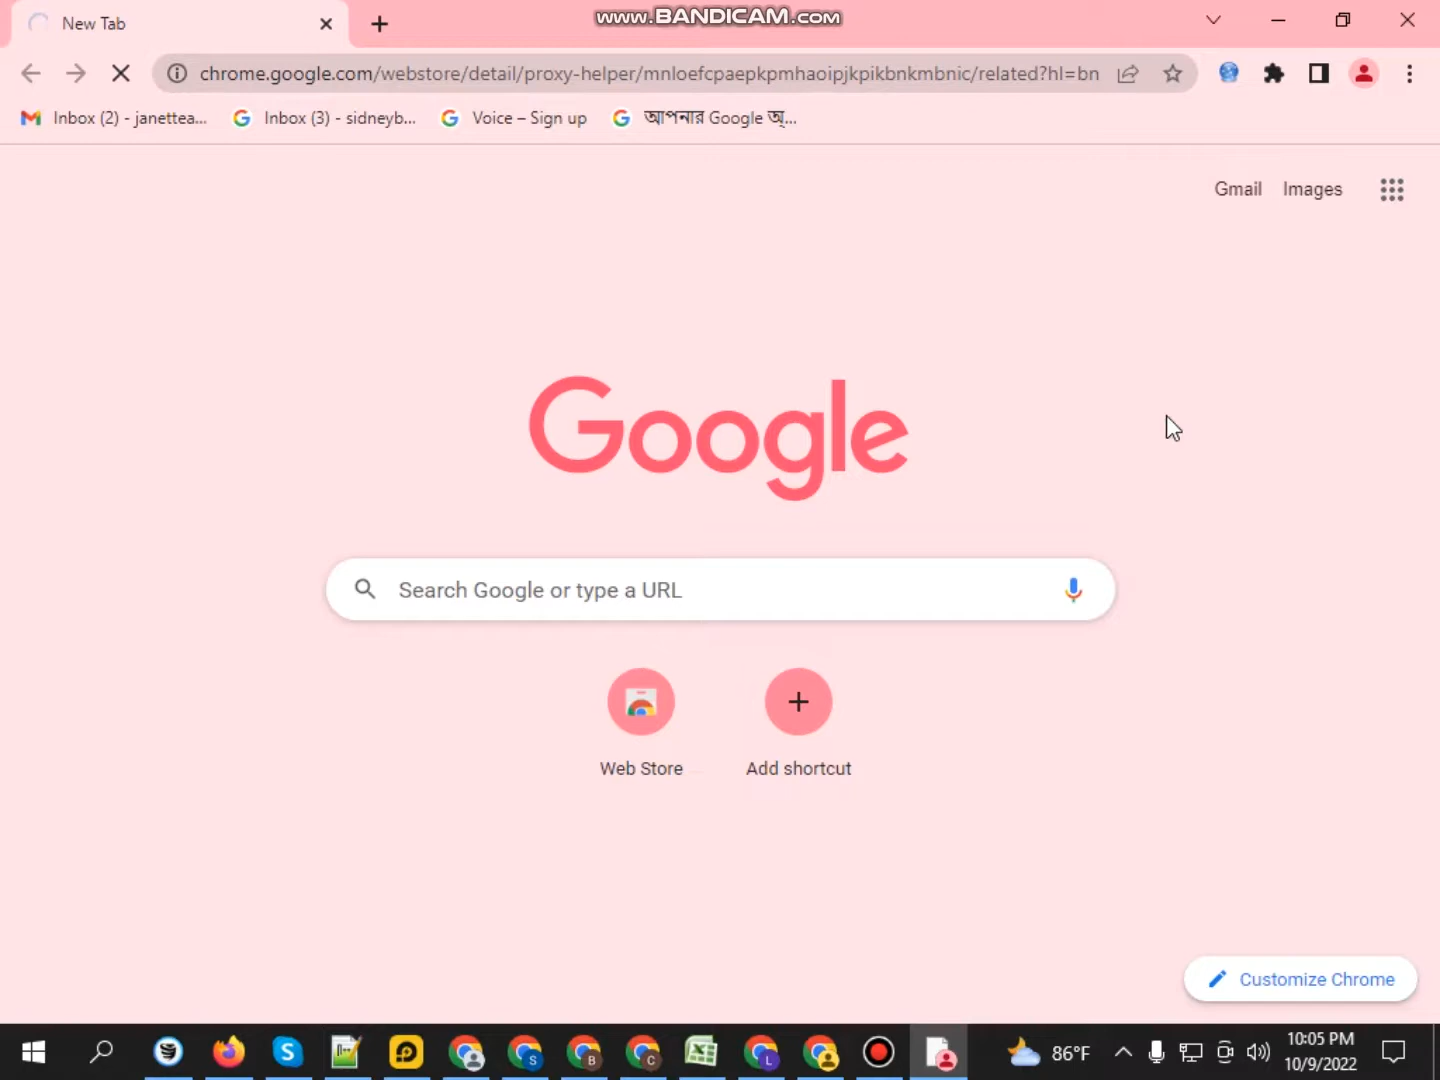 New Tab
www.BANDICAM.com
chrome.google.com/webstore/detail/proxy-helper/mnloefcpaepkpmhaoipjkpikbnkmbnic/related?hl=bn
Inbox (2) - janettea...
Inbox (3) - sidneyb...
Voice – Sign up
আপনার Google অ্...
Gmail
Images
Google
Search Google or type a URL
Web Store
Add shortcut
Customize Chrome
S
S
B
C
L
86°F
10:05 PM
10/9/2022